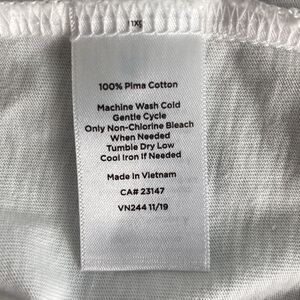 100% Pima Cotton
Machine Wash Cold
Gentle Cycle
Only Non-Chlorine Bleach
When Needed
Tumble Dry Low
Cool Iron If Needed
Made in Vietnam
CA# 23147
VN244 11/19